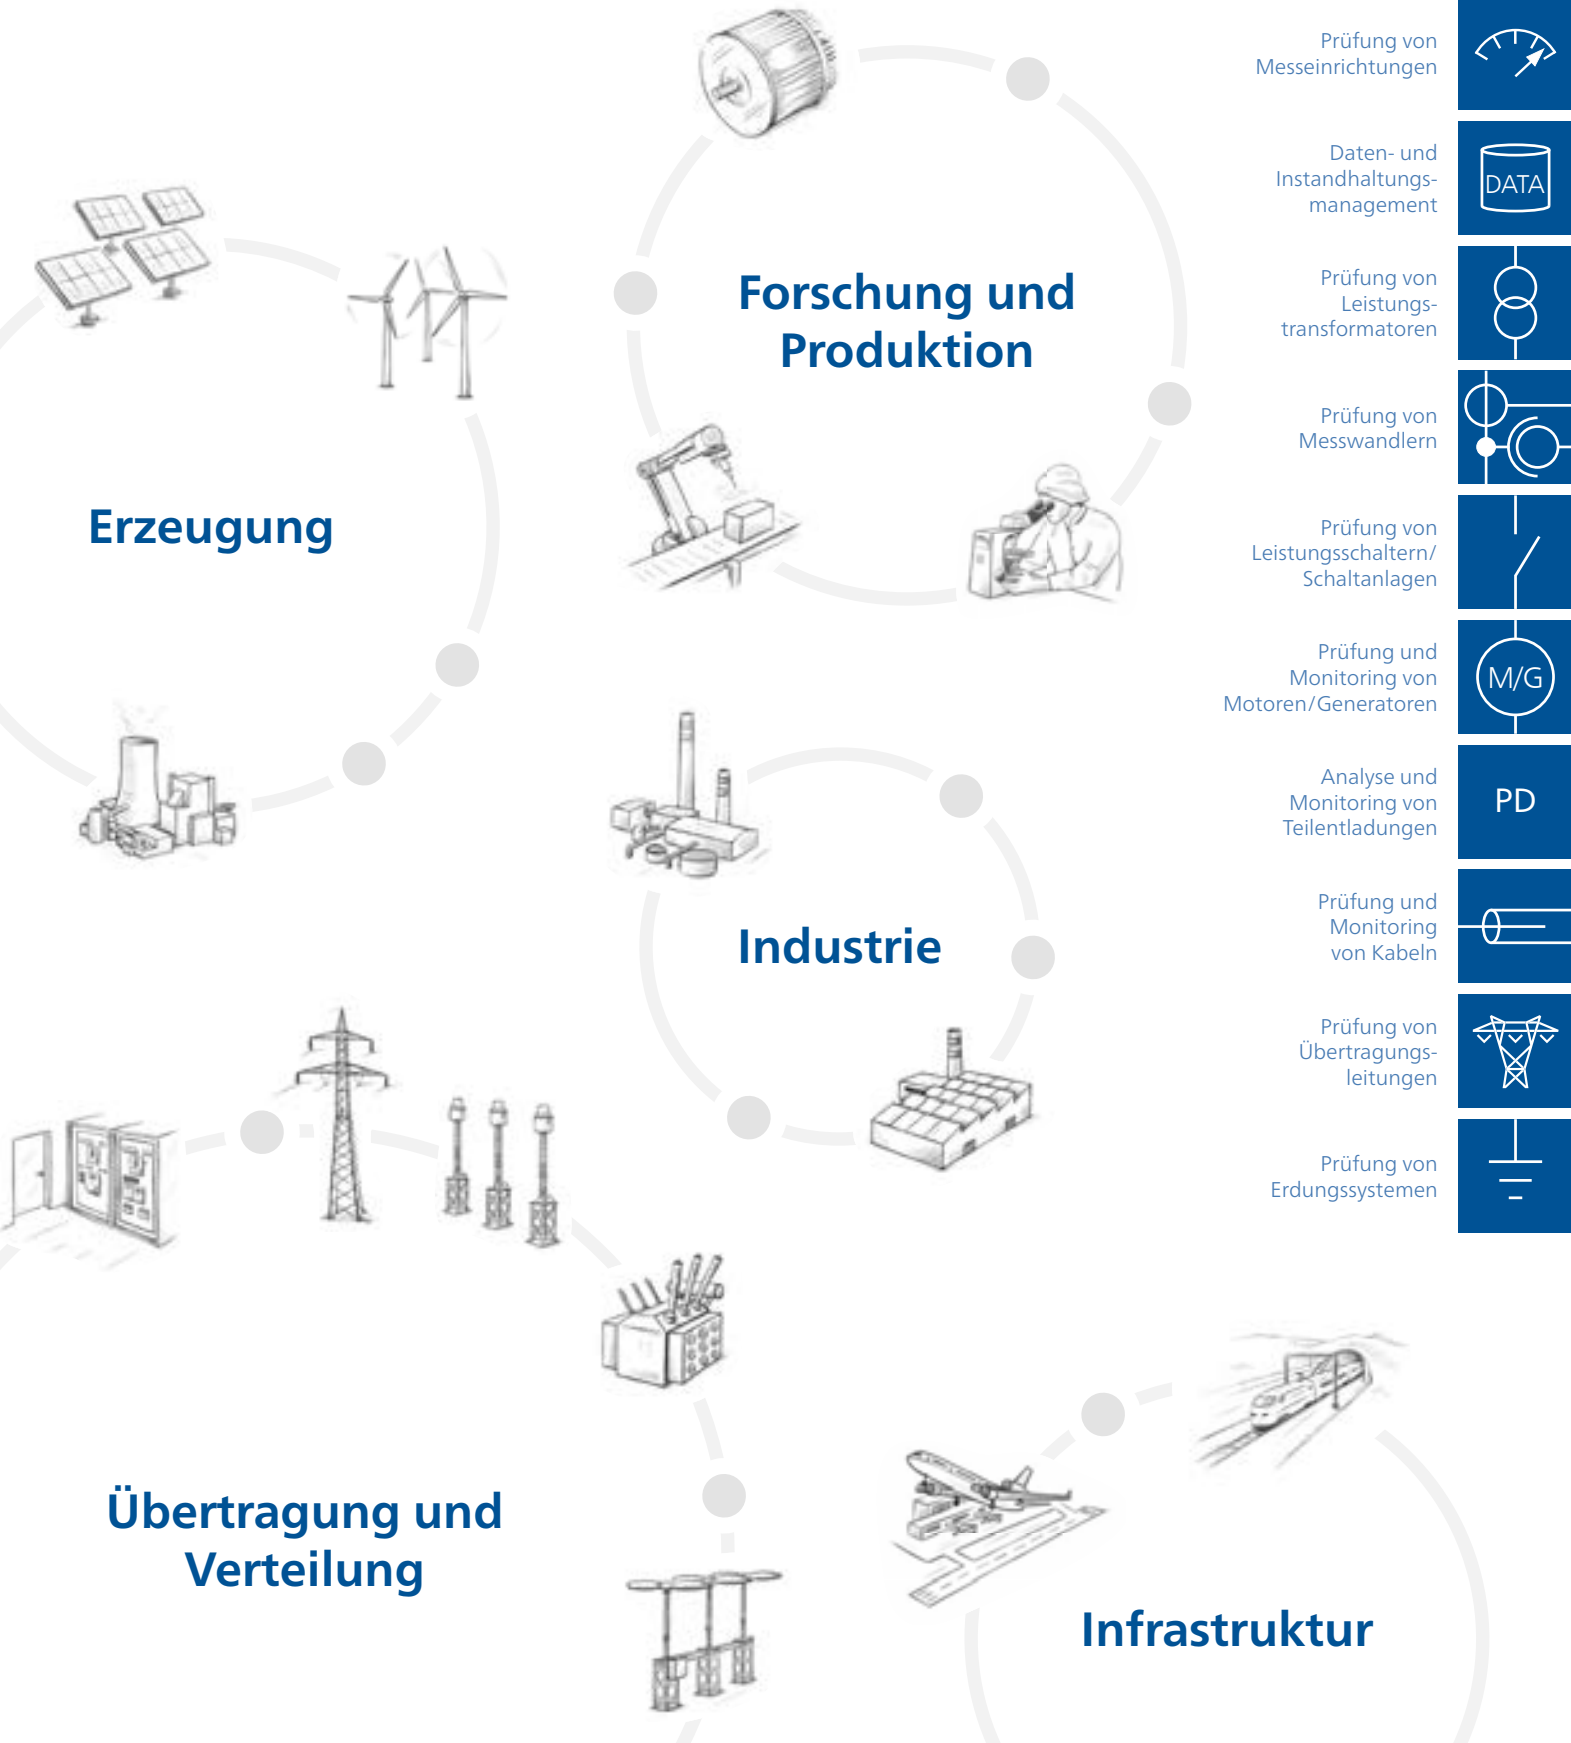 Forschung und
Produktion
Erzeugung
Industrie
Übertragung und
Verteilung
Infrastruktur
Prüfung von
Messeinrichtungen
Daten- und
Instandhaltungs-
management
DATA
Prüfung von
Leistungs-
transformatoren
Prüfung von
Messwandlern
Prüfung von
Leistungsschaltern/
Schaltanlagen
Prüfung und
Monitoring von
Motoren/Generatoren
M/G
Analyse und
Monitoring von
Teilentladungen
PD
Prüfung und
Monitoring
von Kabeln
Prüfung von
Übertragungs-
leitungen
Prüfung von
Erdungssystemen